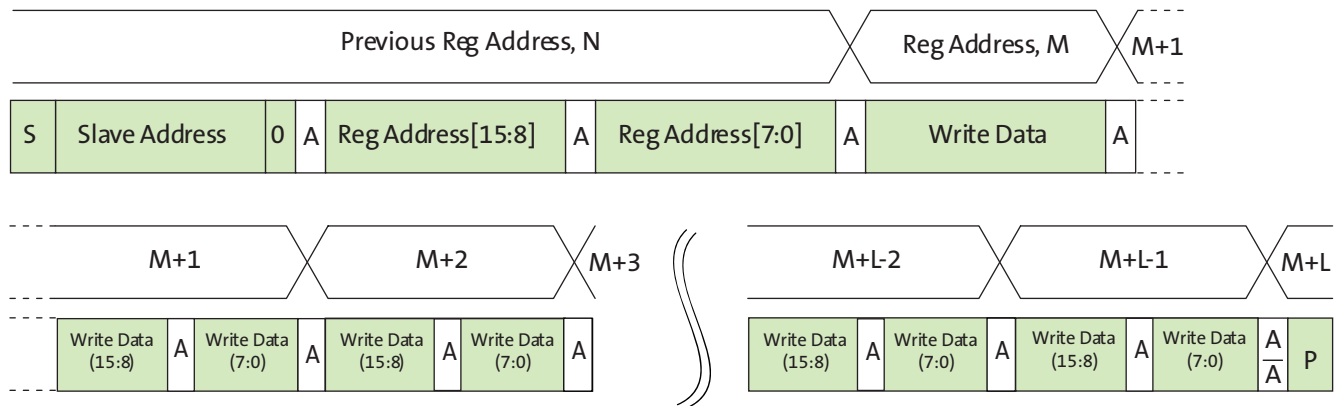 Previous Reg Address, N Reg Address, M M+1
S Slave Address 0 A Reg Address[15:8] A Reg Address[7:0] A Write Data A
M+1 M+2 M+3 M+L-2 M+L-1 M+L
Write Data (15:8) A Write Data (7:0) A Write Data (15:8) A Write Data (7:0) A Write Data (15:8) A Write Data (7:0) A Write Data (15:8) A Write Data (7:0) A A P